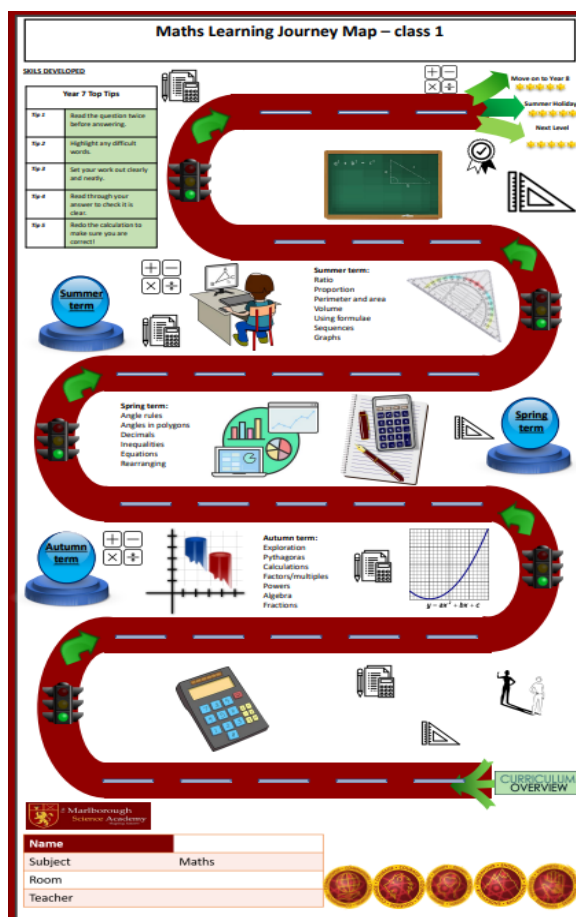 Maths Learning Journey Map – class 1
SKILS DEVELOPED
Year 7 Top Tips
Tip 1 Read the question twice before answering.
Tip 2 Highlight any difficult words.
Tip 3 Set your work out clearly and neatly.
Tip 4 Read through your answer to check it is clear.
Tip 5 Redo the calculation to make sure you are correct!
Move on to Year 8
Summer Holiday
Next Level
Summer term
Summer term:
Ratio
Proportion
Perimeter and area
Volume
Using formulae
Sequences
Graphs
Spring term:
Angle rules
Angles in polygons
Decimals
Inequalities
Equations
Rearranging
Spring term
Autumn term
Autumn term:
Exploration
Pythagoras
Calculations
Factors/multiples
Powers
Algebra
Fractions
y = ax² + bx + c
CURRICULUM
OVERVIEW
Marlborough
Science Academy
Name
Subject Maths
Room
Teacher